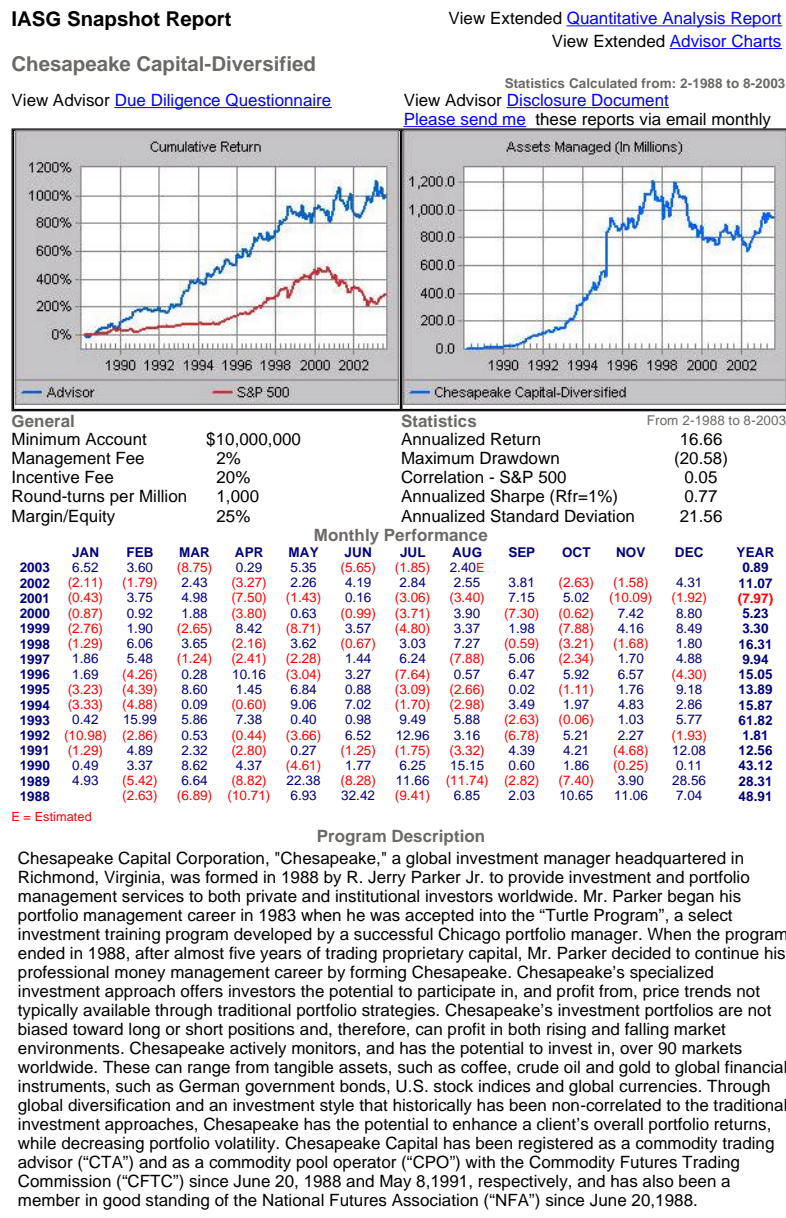 IASG Snapshot Report
View Extended Quantitative Analysis Report
View Extended Advisor Charts
Chesapeake Capital-Diversified
Statistics Calculated from: 2-1988 to 8-2003
View Advisor Due Diligence Questionnaire
View Advisor Disclosure Document
Please send me these reports via email monthly
Cumulative Return
1200%
1000%
800%
600%
400%
200%
0%
1990 1992 1994 1996 1998 2000 2002
Advisor S&P 500
Assets Managed (In Millions)
1,200.0
1,000.0
800.0
600.0
400.0
200.0
0.0
1990 1992 1994 1996 1998 2000 2002
Chesapeake Capital-Diversified
General
Minimum Account $10,000,000
Management Fee 2%
Incentive Fee 20%
Round-turns per Million 1,000
Margin/Equity 25%
Statistics From 2-1988 to 8-2003
Annualized Return 16.66
Maximum Drawdown (20.58)
Correlation - S&P 500 0.05
Annualized Sharpe (Rfr=1%) 0.77
Annualized Standard Deviation 21.56
Monthly Performance
JAN FEB MAR APR MAY JUN JUL AUG SEP OCT NOV DEC YEAR
2003 6.52 3.60 (8.75) 0.29 5.35 (5.65) (1.85) 2.40E 0.89
2002 (2.11) (1.79) 2.43 (3.27) 2.26 4.19 2.84 2.55 3.81 (2.63) (1.58) 4.31 11.07
2001 (0.43) 3.75 4.98 (7.50) (1.43) 0.16 (3.06) (3.40) 7.15 5.02 (10.09) (1.92) (7.97)
2000 (0.87) 0.92 1.88 (3.80) 0.63 (0.99) (3.71) 3.90 (7.30) (0.62) 7.42 8.80 5.23
1999 (2.76) 1.90 (2.65) 8.42 (8.71) 3.57 (4.80) 3.37 1.98 (7.88) 4.16 8.49 3.30
1998 (1.29) 6.06 3.65 (2.16) 3.62 (0.67) 3.03 7.27 (0.59) (3.21) (1.68) 1.80 16.31
1997 1.86 5.48 (1.24) (2.41) (2.28) 1.44 6.24 (7.88) 5.06 (2.34) 1.70 4.88 9.94
1996 1.69 (4.26) 0.28 10.16 (3.04) 3.27 (7.64) 0.57 6.47 5.92 6.57 (4.30) 15.05
1995 (3.23) (4.39) 8.60 1.45 6.84 0.88 (3.09) (2.66) 0.02 (1.11) 1.76 9.18 13.89
1994 (3.33) (4.88) 0.09 (0.60) 9.06 7.02 (1.70) (2.98) 3.49 1.97 4.83 2.86 15.87
1993 0.42 15.99 5.86 7.38 0.40 0.98 9.49 5.88 (2.63) (0.06) 1.03 5.77 61.82
1992 (10.98) (2.86) 0.53 (0.44) (3.66) 6.52 12.96 3.16 (6.78) 5.21 2.27 (1.93) 1.81
1991 (1.29) 4.89 2.32 (2.80) 0.27 (1.25) (1.75) (3.32) 4.39 4.21 (4.68) 12.08 12.56
1990 0.49 3.37 8.62 4.37 (4.61) 1.77 6.25 15.15 0.60 1.86 (0.25) 0.11 43.12
1989 4.93 (5.42) 6.64 (8.82) 22.38 (8.28) 11.66 (11.74) (2.82) (7.40) 3.90 28.56 28.31
1988 (2.63) (6.89) (10.71) 6.93 32.42 (9.41) 6.85 2.03 10.65 11.06 7.04 48.91
E = Estimated
Program Description
Chesapeake Capital Corporation, "Chesapeake," a global investment manager headquartered in
Richmond, Virginia, was formed in 1988 by R. Jerry Parker Jr. to provide investment and portfolio
management services to both private and institutional investors worldwide. Mr. Parker began his
portfolio management career in 1983 when he was accepted into the “Turtle Program”, a select
investment training program developed by a successful Chicago portfolio manager. When the program
ended in 1988, after almost five years of trading proprietary capital, Mr. Parker decided to continue his
professional money management career by forming Chesapeake. Chesapeake’s specialized
investment approach offers investors the potential to participate in, and profit from, price trends not
typically available through traditional portfolio strategies. Chesapeake’s investment portfolios are not
biased toward long or short positions and, therefore, can profit in both rising and falling market
environments. Chesapeake actively monitors, and has the potential to invest in, over 90 markets
worldwide. These can range from tangible assets, such as coffee, crude oil and gold to global financial
instruments, such as German government bonds, U.S. stock indices and global currencies. Through
global diversification and an investment style that historically has been non-correlated to the traditional
investment approaches, Chesapeake has the potential to enhance a client’s overall portfolio returns,
while decreasing portfolio volatility. Chesapeake Capital has been registered as a commodity trading
advisor (“CTA”) and as a commodity pool operator (“CPO”) with the Commodity Futures Trading
Commission (“CFTC”) since June 20, 1988 and May 8,1991, respectively, and has also been a
member in good standing of the National Futures Association (“NFA”) since June 20,1988.